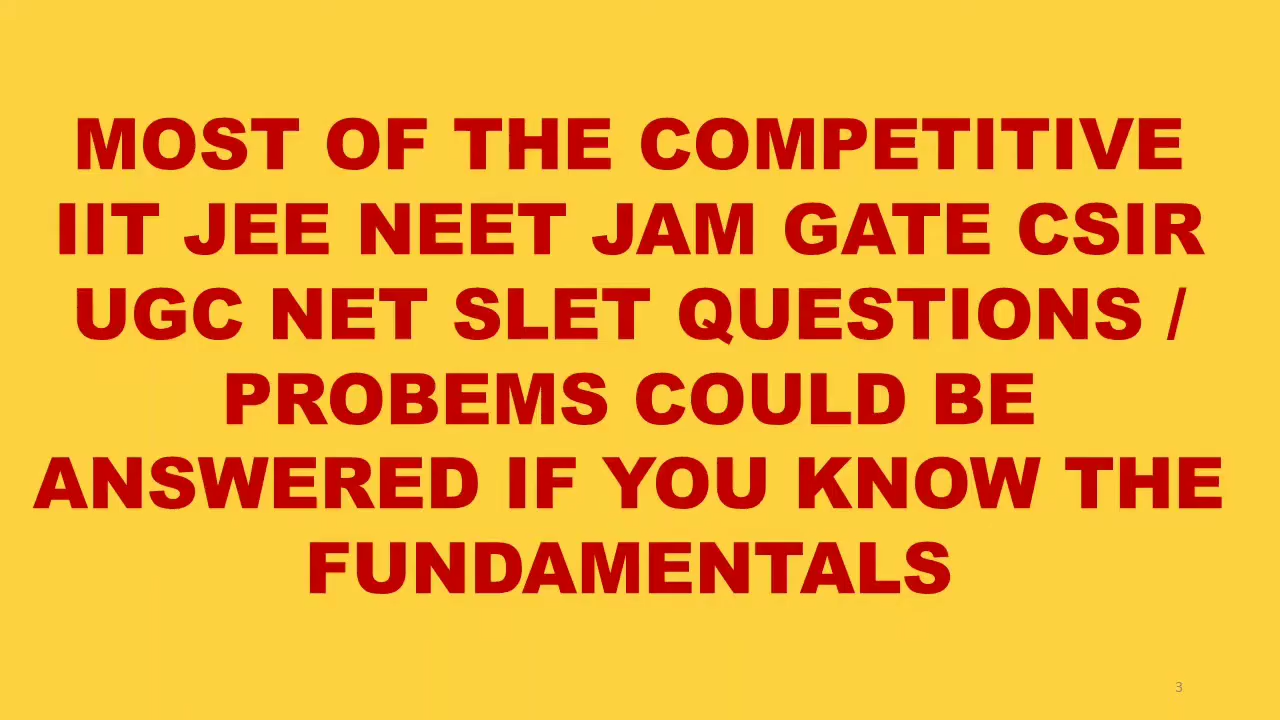 MOST OF THE COMPETITIVE
IIT JEE NEET JAM GATE CSIR
UGC NET SLET QUESTIONS /
PROBEMS COULD BE
ANSWERED IF YOU KNOW THE
FUNDAMENTALS
3